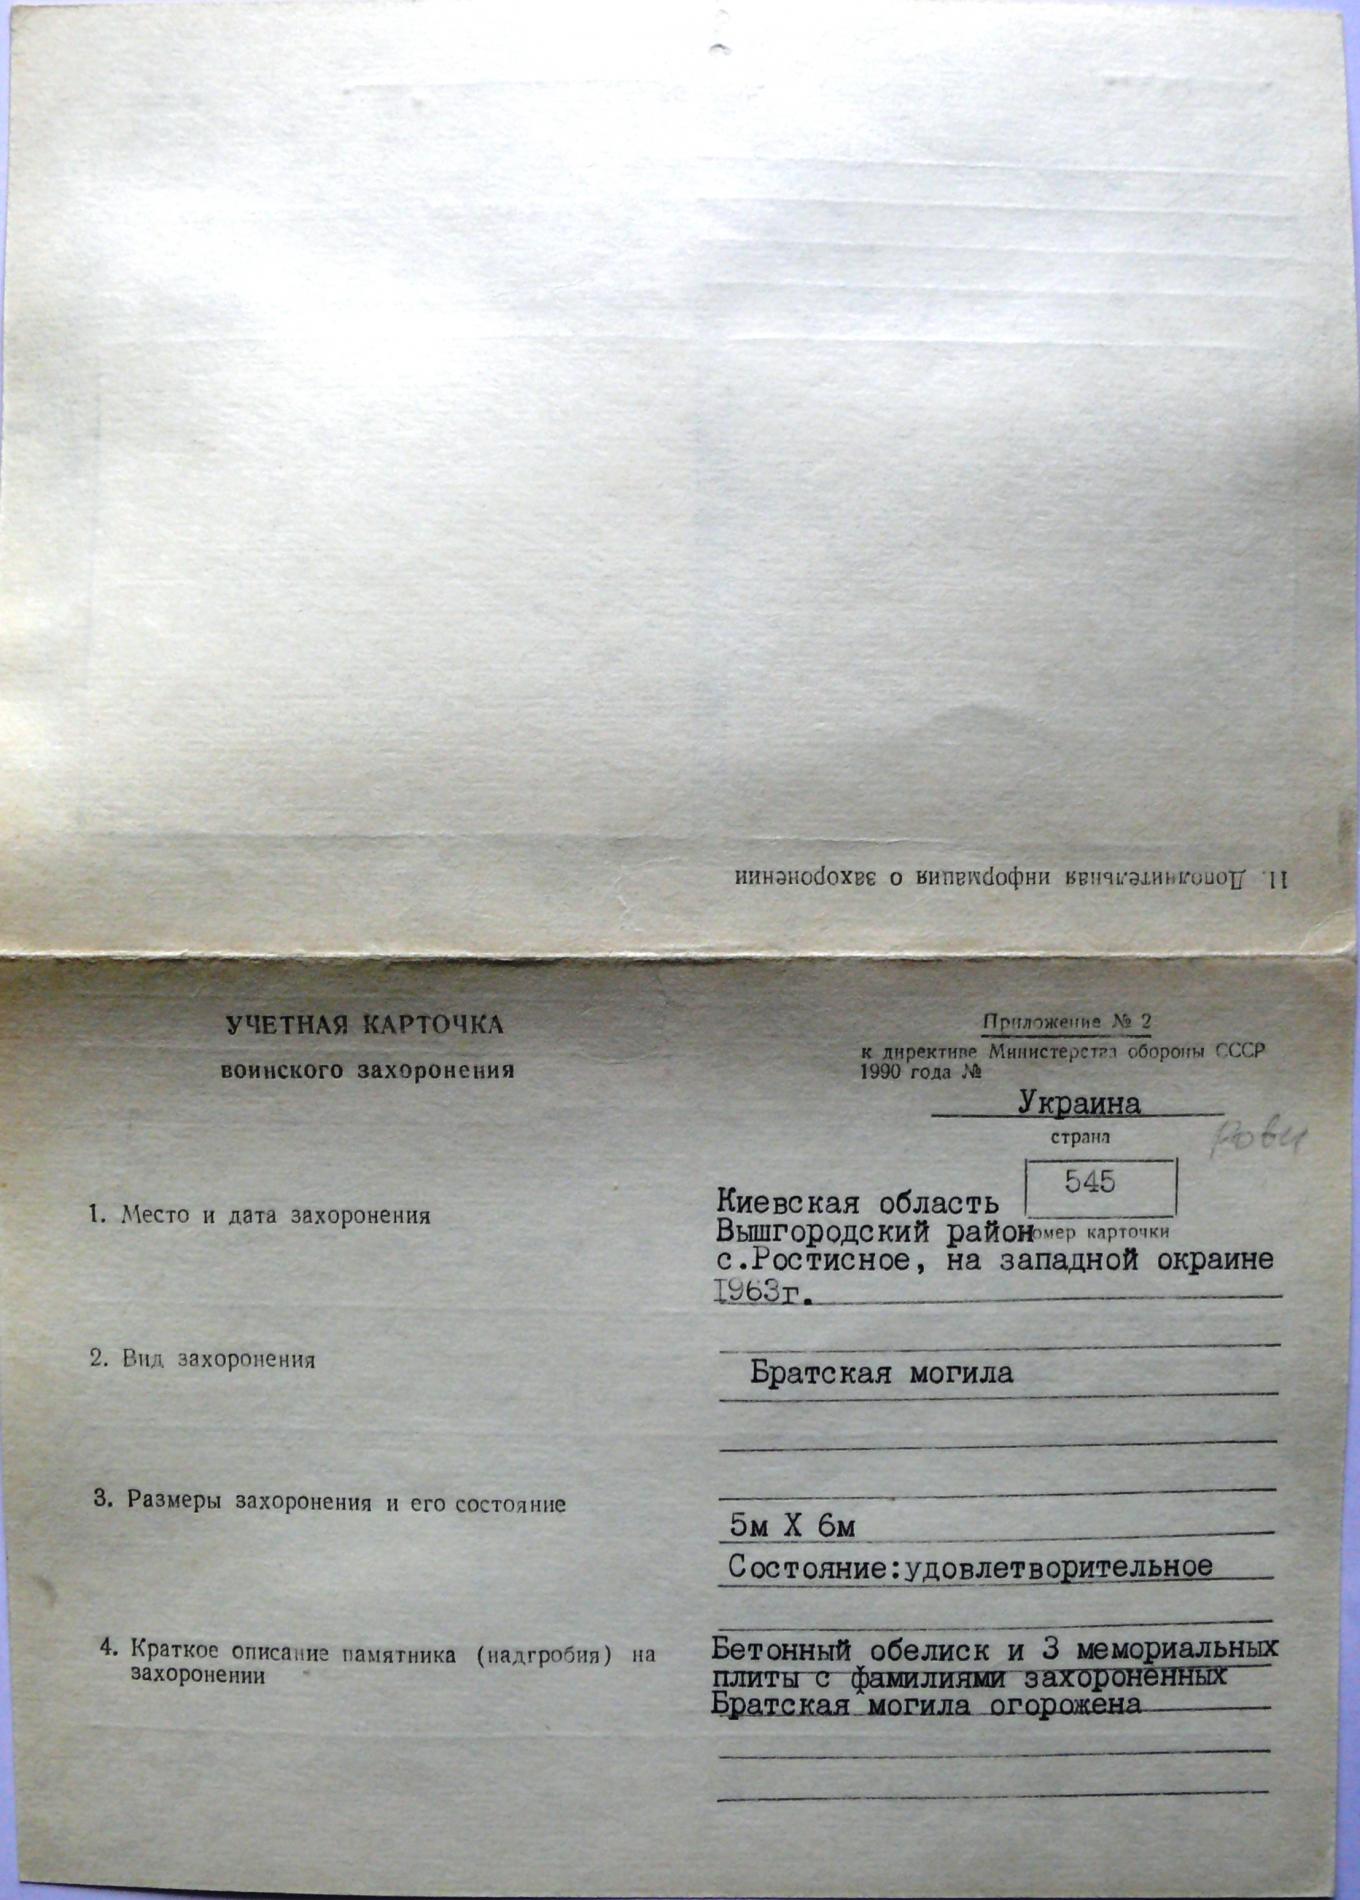 11. Дополнительная информация о захоронении
УЧЕТНАЯ КАРТОЧКА
воинского захоронения
Приложение № 2
к директиве Министерства обороны СССР
1990 года №
Украина
страна
545
номер карточки
1. Место и дата захоронения
Киевская область
Вышгородский район
с.Ростисное, на западной окраине
1963г.
2. Вид захоронения
Братская могила
3. Размеры захоронения и его состояние
5м Х 6м
Состояние:удовлетворительное
4. Краткое описание памятника (надгробия) на
захоронении
Бетонный обелиск и 3 мемориальных
плиты с фамилиями захороненных
Братская могила огорожена